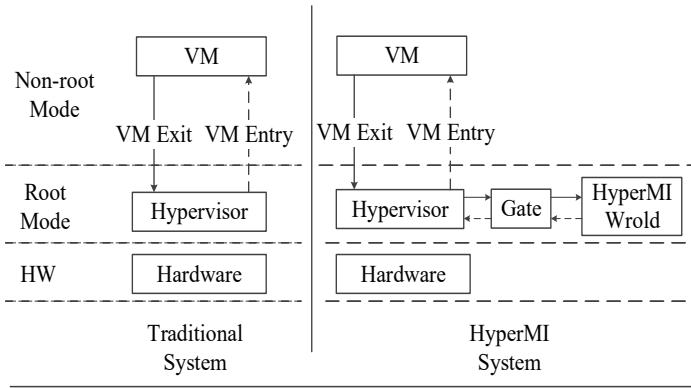 VM
VM
Non-root
Mode
VM Exit
VM Entry
VM Exit
VM Entry
Root
Mode
Hypervisor
Hypervisor
Gate
HyperMI
Wrold
HW
Hardware
Hardware
Traditional
System
HyperMI
System